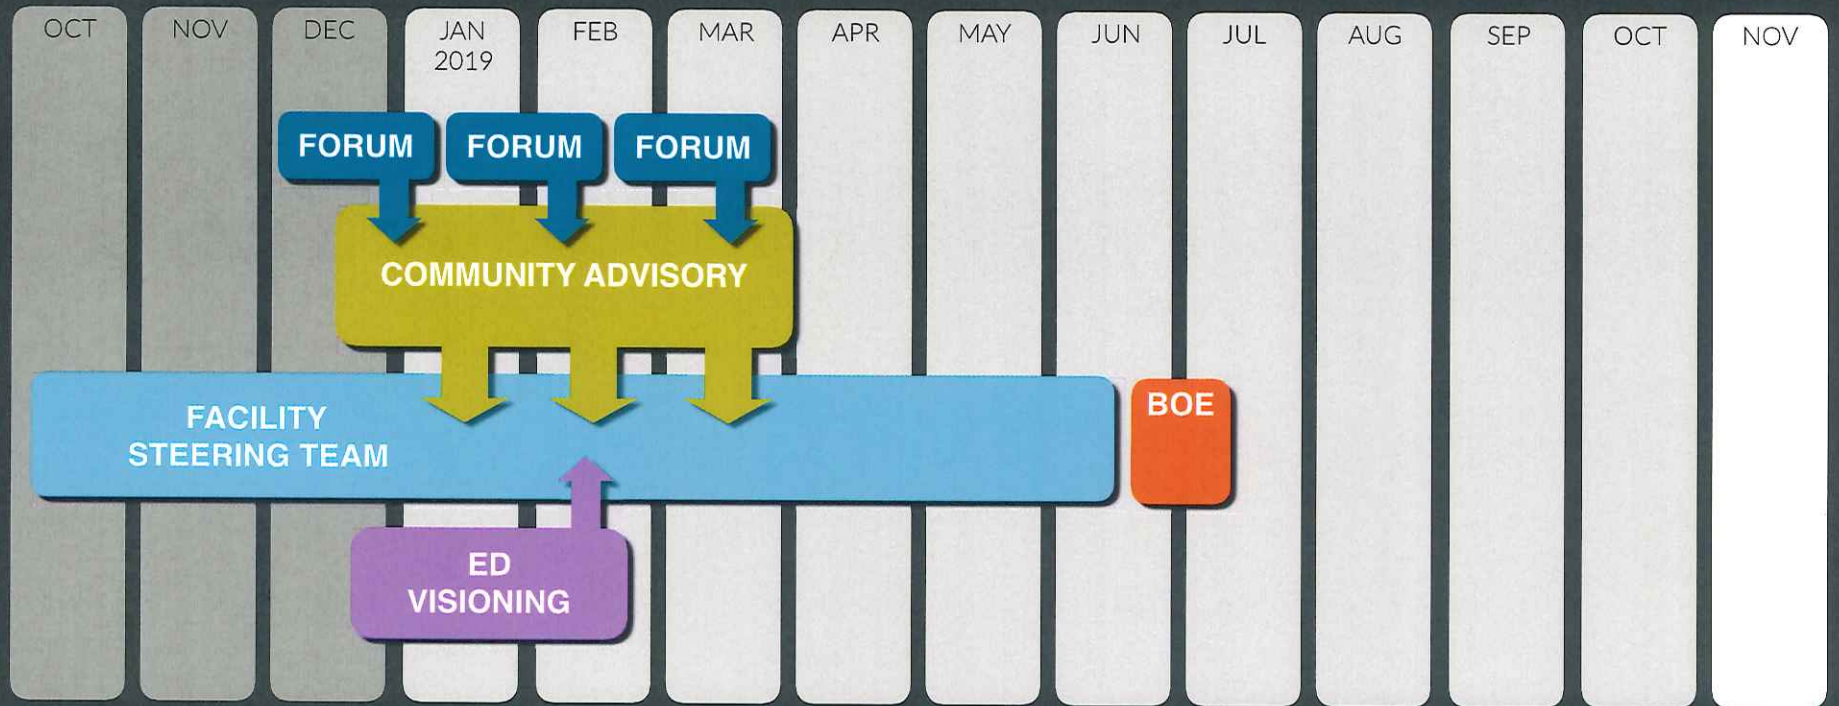 OCT
NOV
DEC
JAN
2019
FEB
MAR
APR
MAY
JUN
JUL
AUG
SEP
OCT
NOV
FORUM
FORUM
FORUM
COMMUNITY ADVISORY
FACILITY
STEERING TEAM
BOE
ED
VISIONING